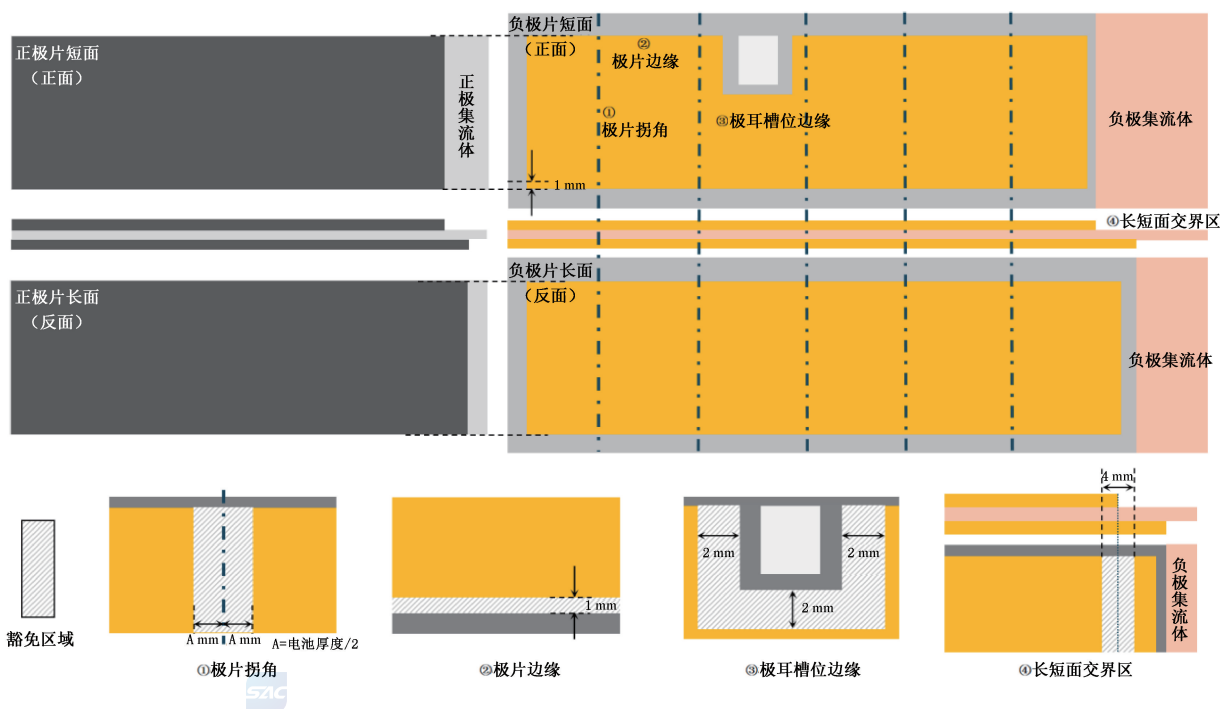 正极片短面
（正面）
正极集流体
负极片短面
（正面）
②
极片边缘
①
极片拐角
③极耳槽位边缘
1 mm
负极集流体
④长短面交界区
正极片长面
（反面）
负极片长面
（反面）
负极集流体
豁免区域
A mm
A mm
A=电池厚度/2
①极片拐角
1 mm
②极片边缘
2 mm
2 mm
2 mm
③极耳槽位边缘
4 mm
负极集流体
④长短面交界区
SAC